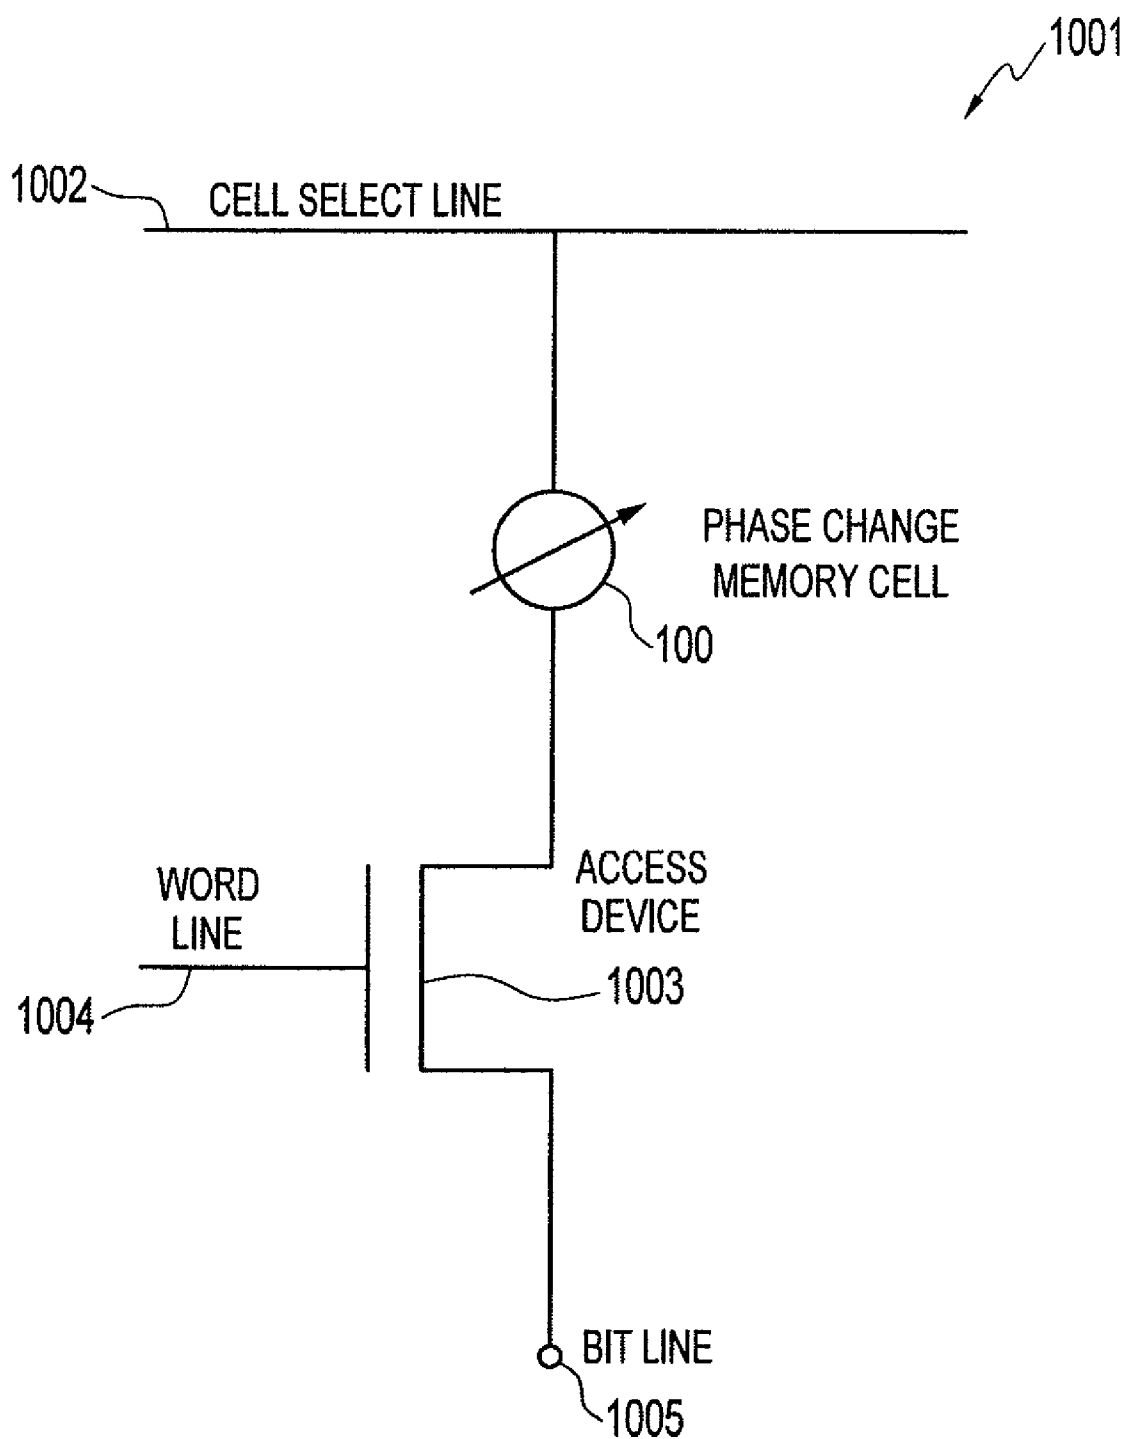 1001
1002
CELL SELECT LINE
PHASE CHANGE
MEMORY CELL
100
ACCESS
DEVICE
WORD
LINE
1003
1004
BIT LINE
1005